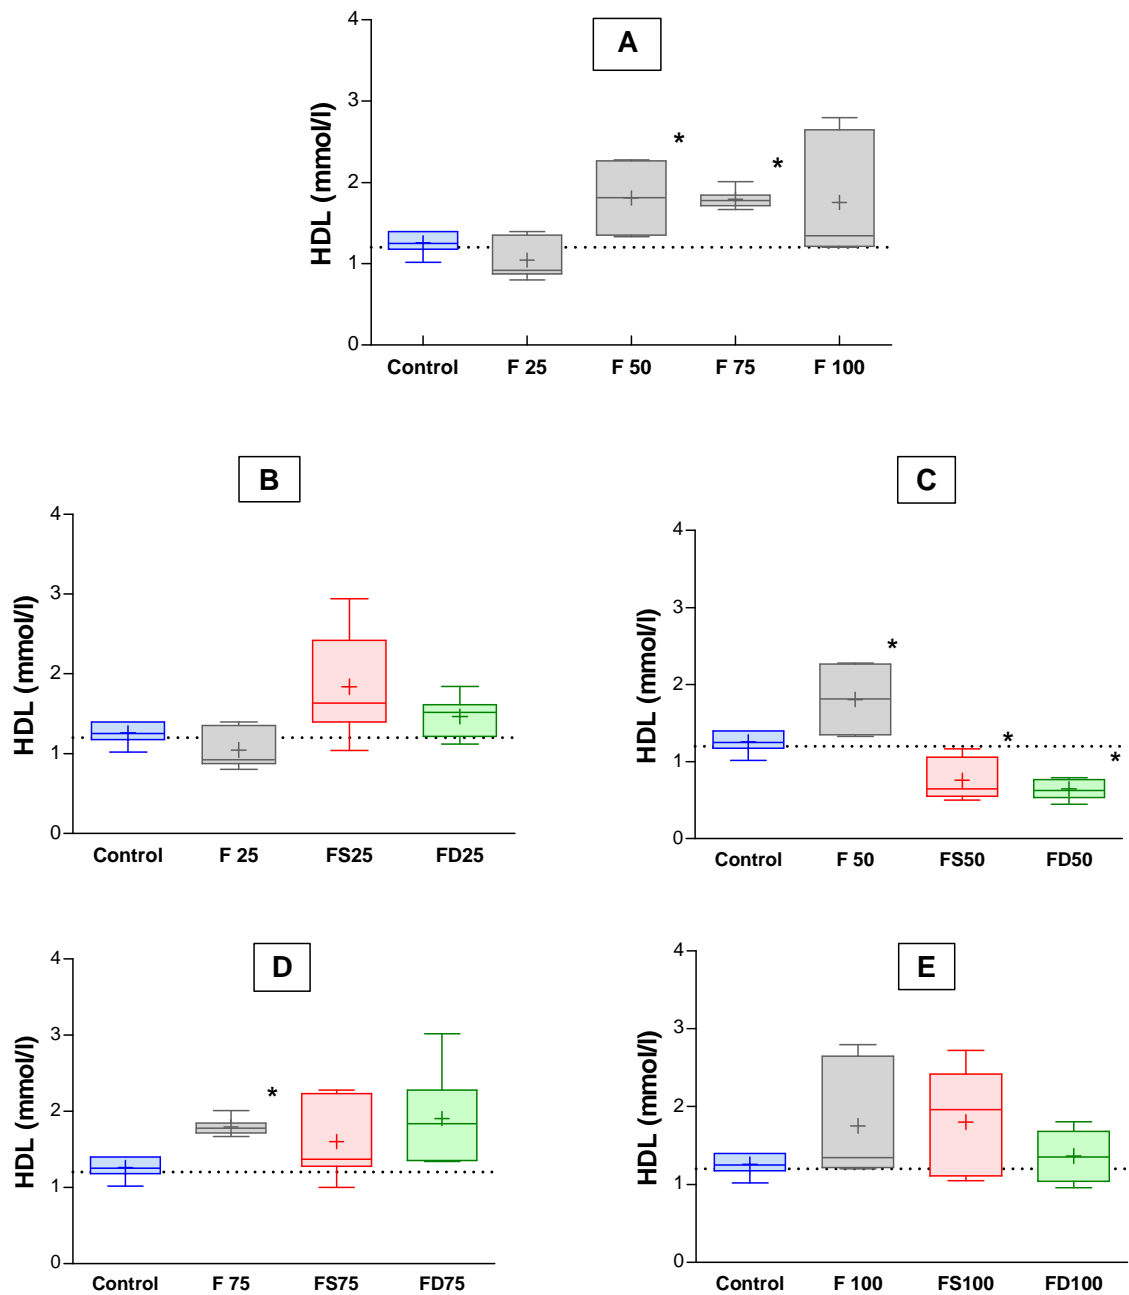 A
HDL (mmol/l)
4
3
2
1
0
* *
Control F 25 F 50 F 75 F 100
B
HDL (mmol/l)
4
3
2
1
0
Control F 25 FS25 FD25
C
HDL (mmol/l)
4
3
2
1
0
* * *
Control F 50 FS50 FD50
D
HDL (mmol/l)
4
3
2
1
0
*
Control F 75 FS75 FD75
E
HDL (mmol/l)
4
3
2
1
0
Control F 100 FS100 FD100